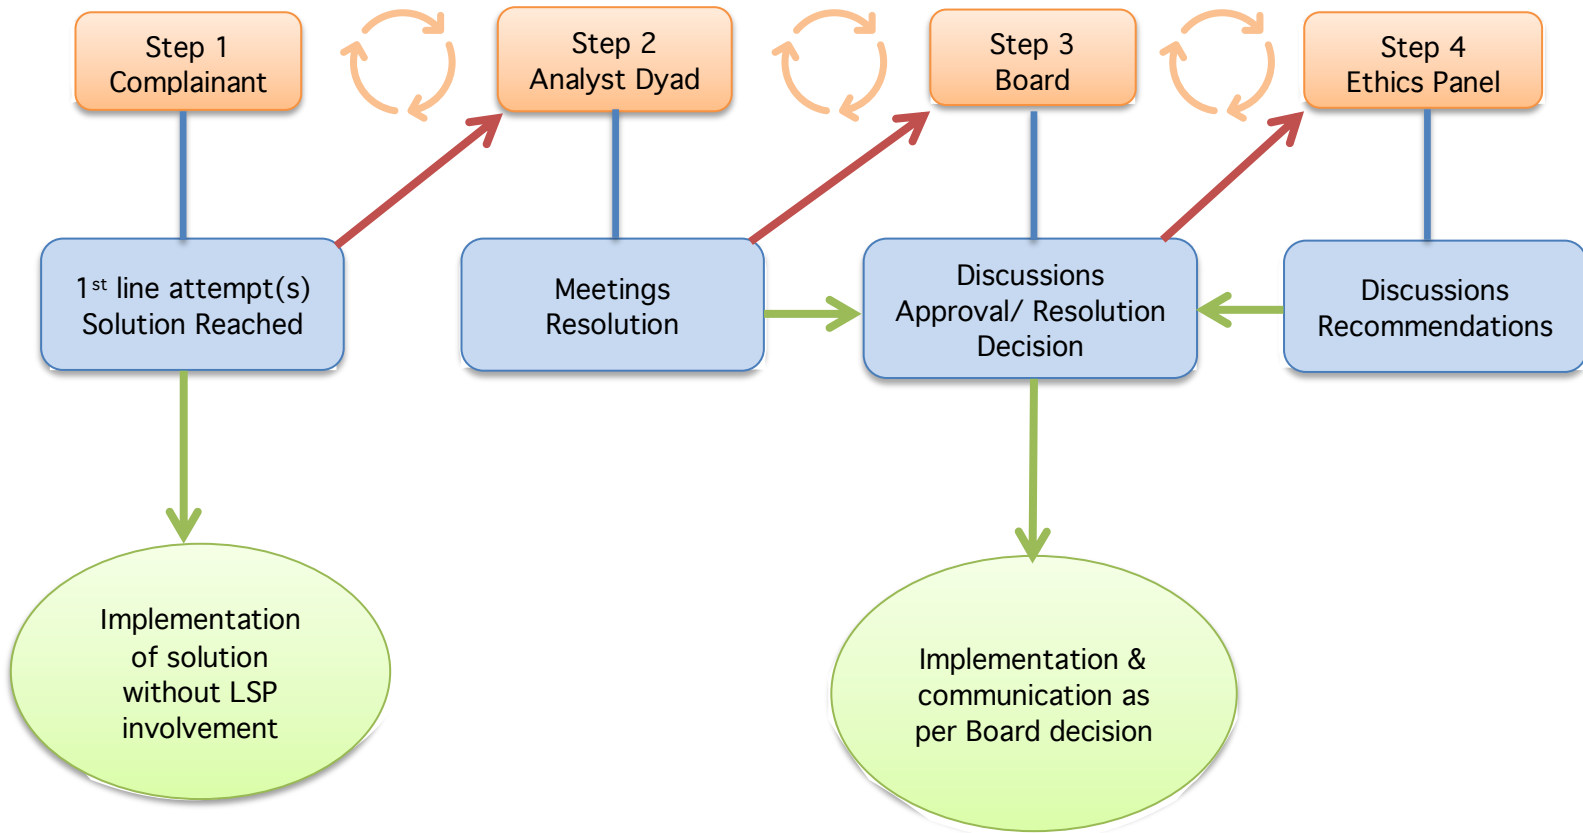 Step 1
Complainant
Step 2
Analyst Dyad
Step 3
Board
Step 4
Ethics Panel
1st line attempt(s)
Solution Reached
Meetings
Resolution
Discussions
Approval/ Resolution
Decision
Discussions
Recommendations
Implementation
of solution
without LSP
involvement
Implementation &
communication as
per Board decision